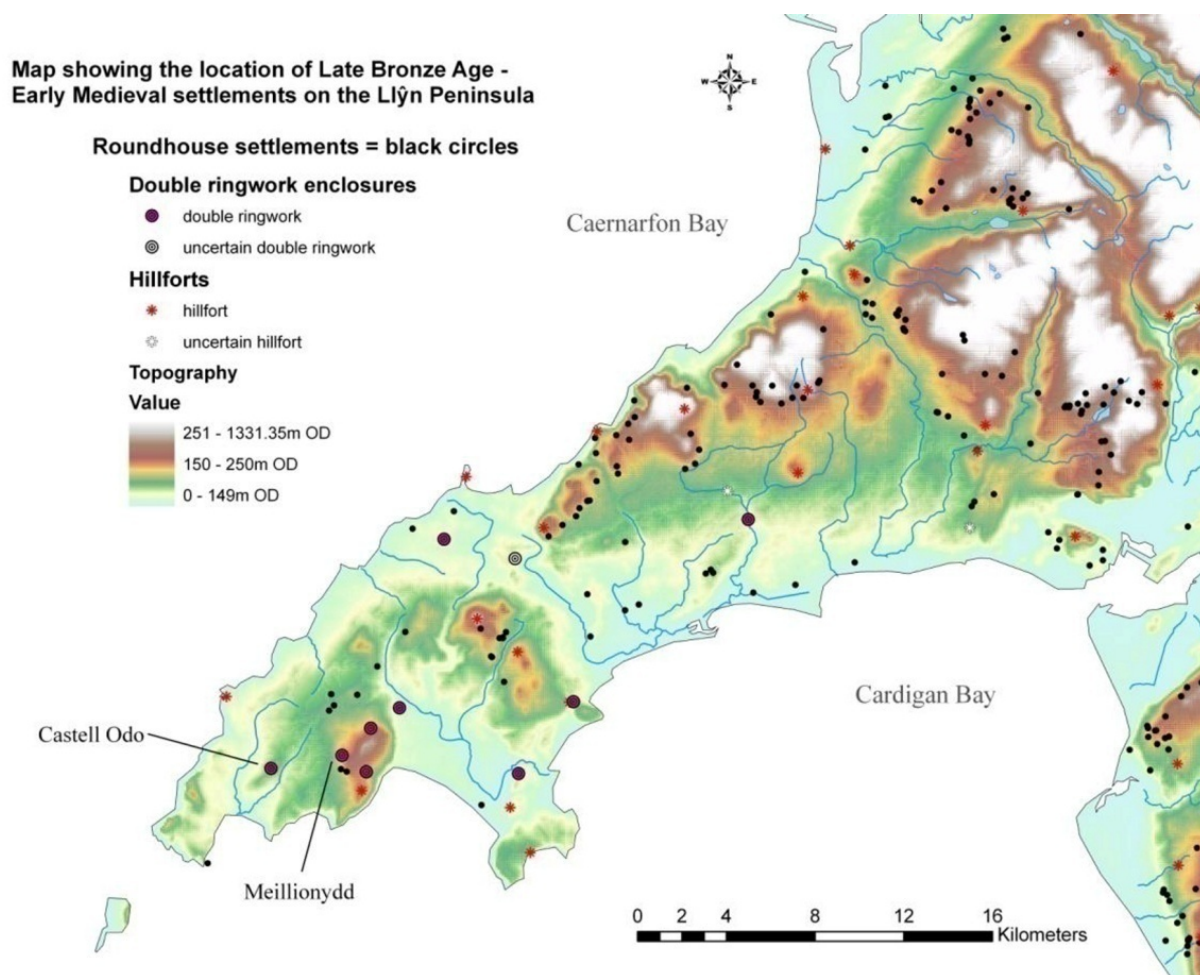 Map showing the location of Late Bronze Age -
Early Medieval settlements on the Llŷn Peninsula
Roundhouse settlements = black circles
Double ringwork enclosures
double ringwork
uncertain double ringwork
Hillforts
hillfort
uncertain hillfort
Topography
Value
251 - 1331.35m OD
150 - 250m OD
0 - 149m OD
N
W E
S
Caernarfon Bay
Cardigan Bay
Castell Odo
Meillionydd
0 2 4 8 12 16
Kilometers